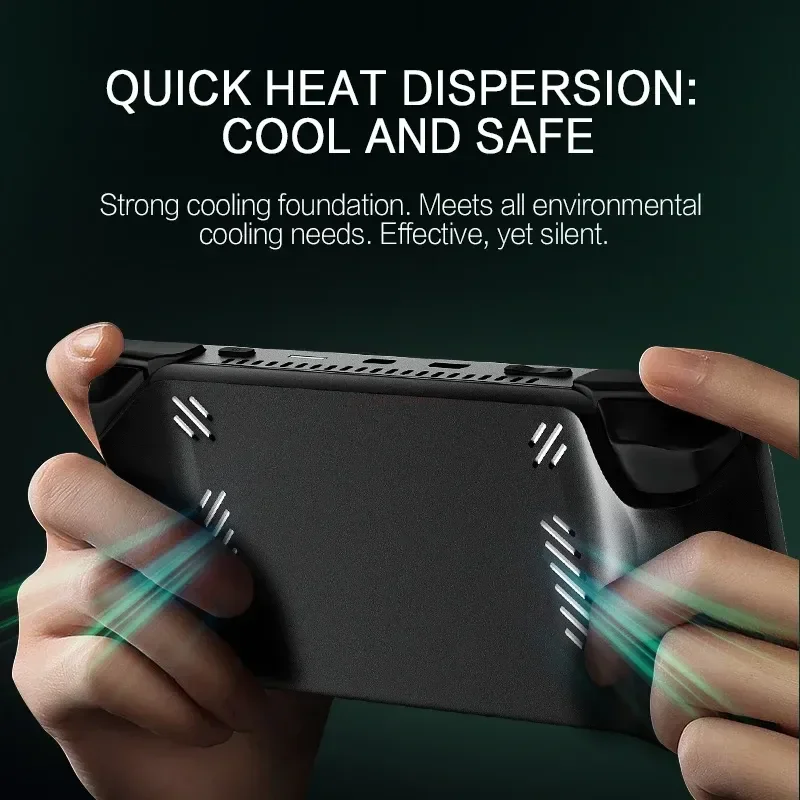 QUICK HEAT DISPERSION:
COOL AND SAFE
Strong cooling foundation. Meets all environmental
cooling needs. Effective, yet silent.